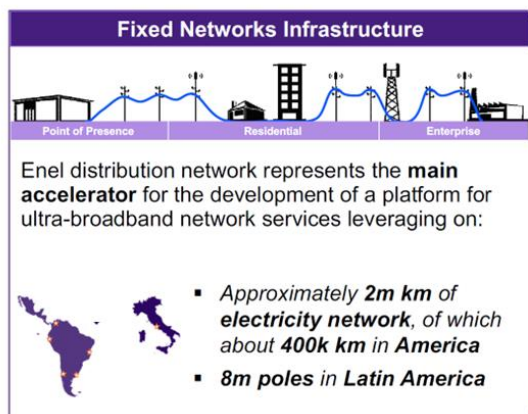 Fixed Networks Infrastructure
Point of Presence Residential Enterprise
Enel distribution network represents the main
accelerator for the development of a platform for
ultra-broadband network services leveraging on:
▪ Approximately 2m km of
electricity network, of which
about 400k km in America
▪ 8m poles in Latin America